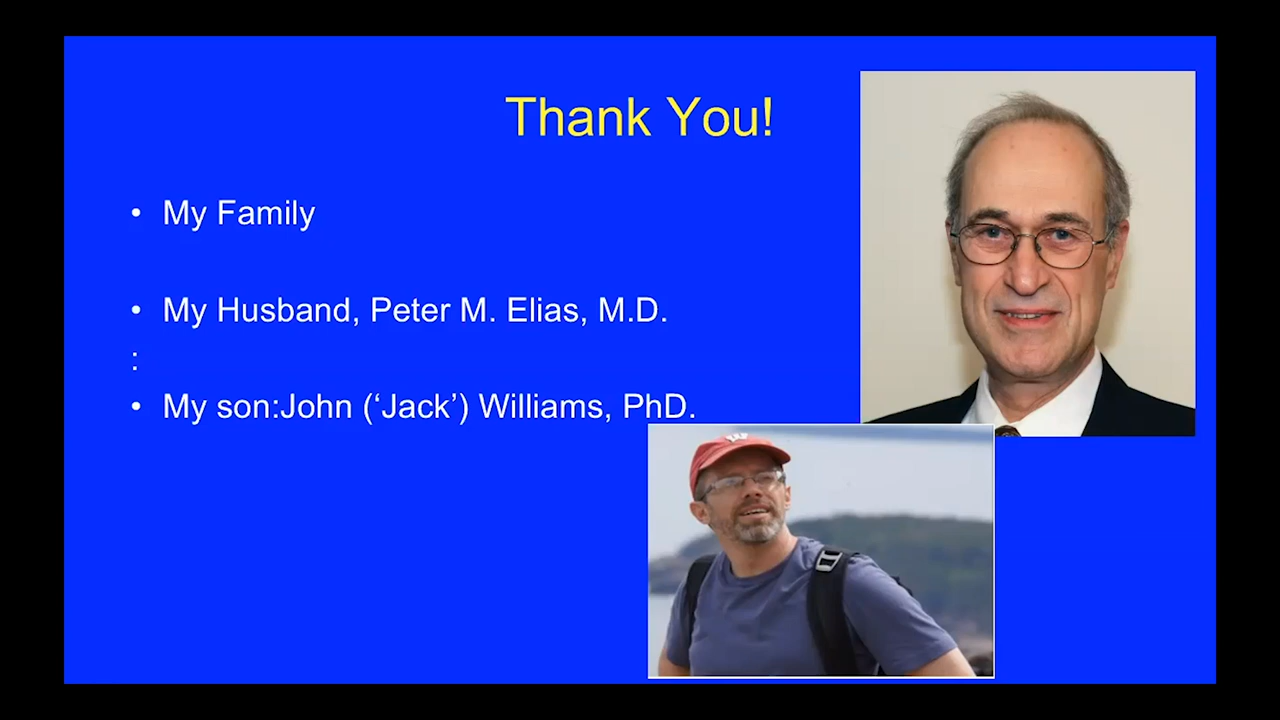 Thank You!
• My Family
• My Husband, Peter M. Elias, M.D.
:
• My son:John (‘Jack’) Williams, PhD.